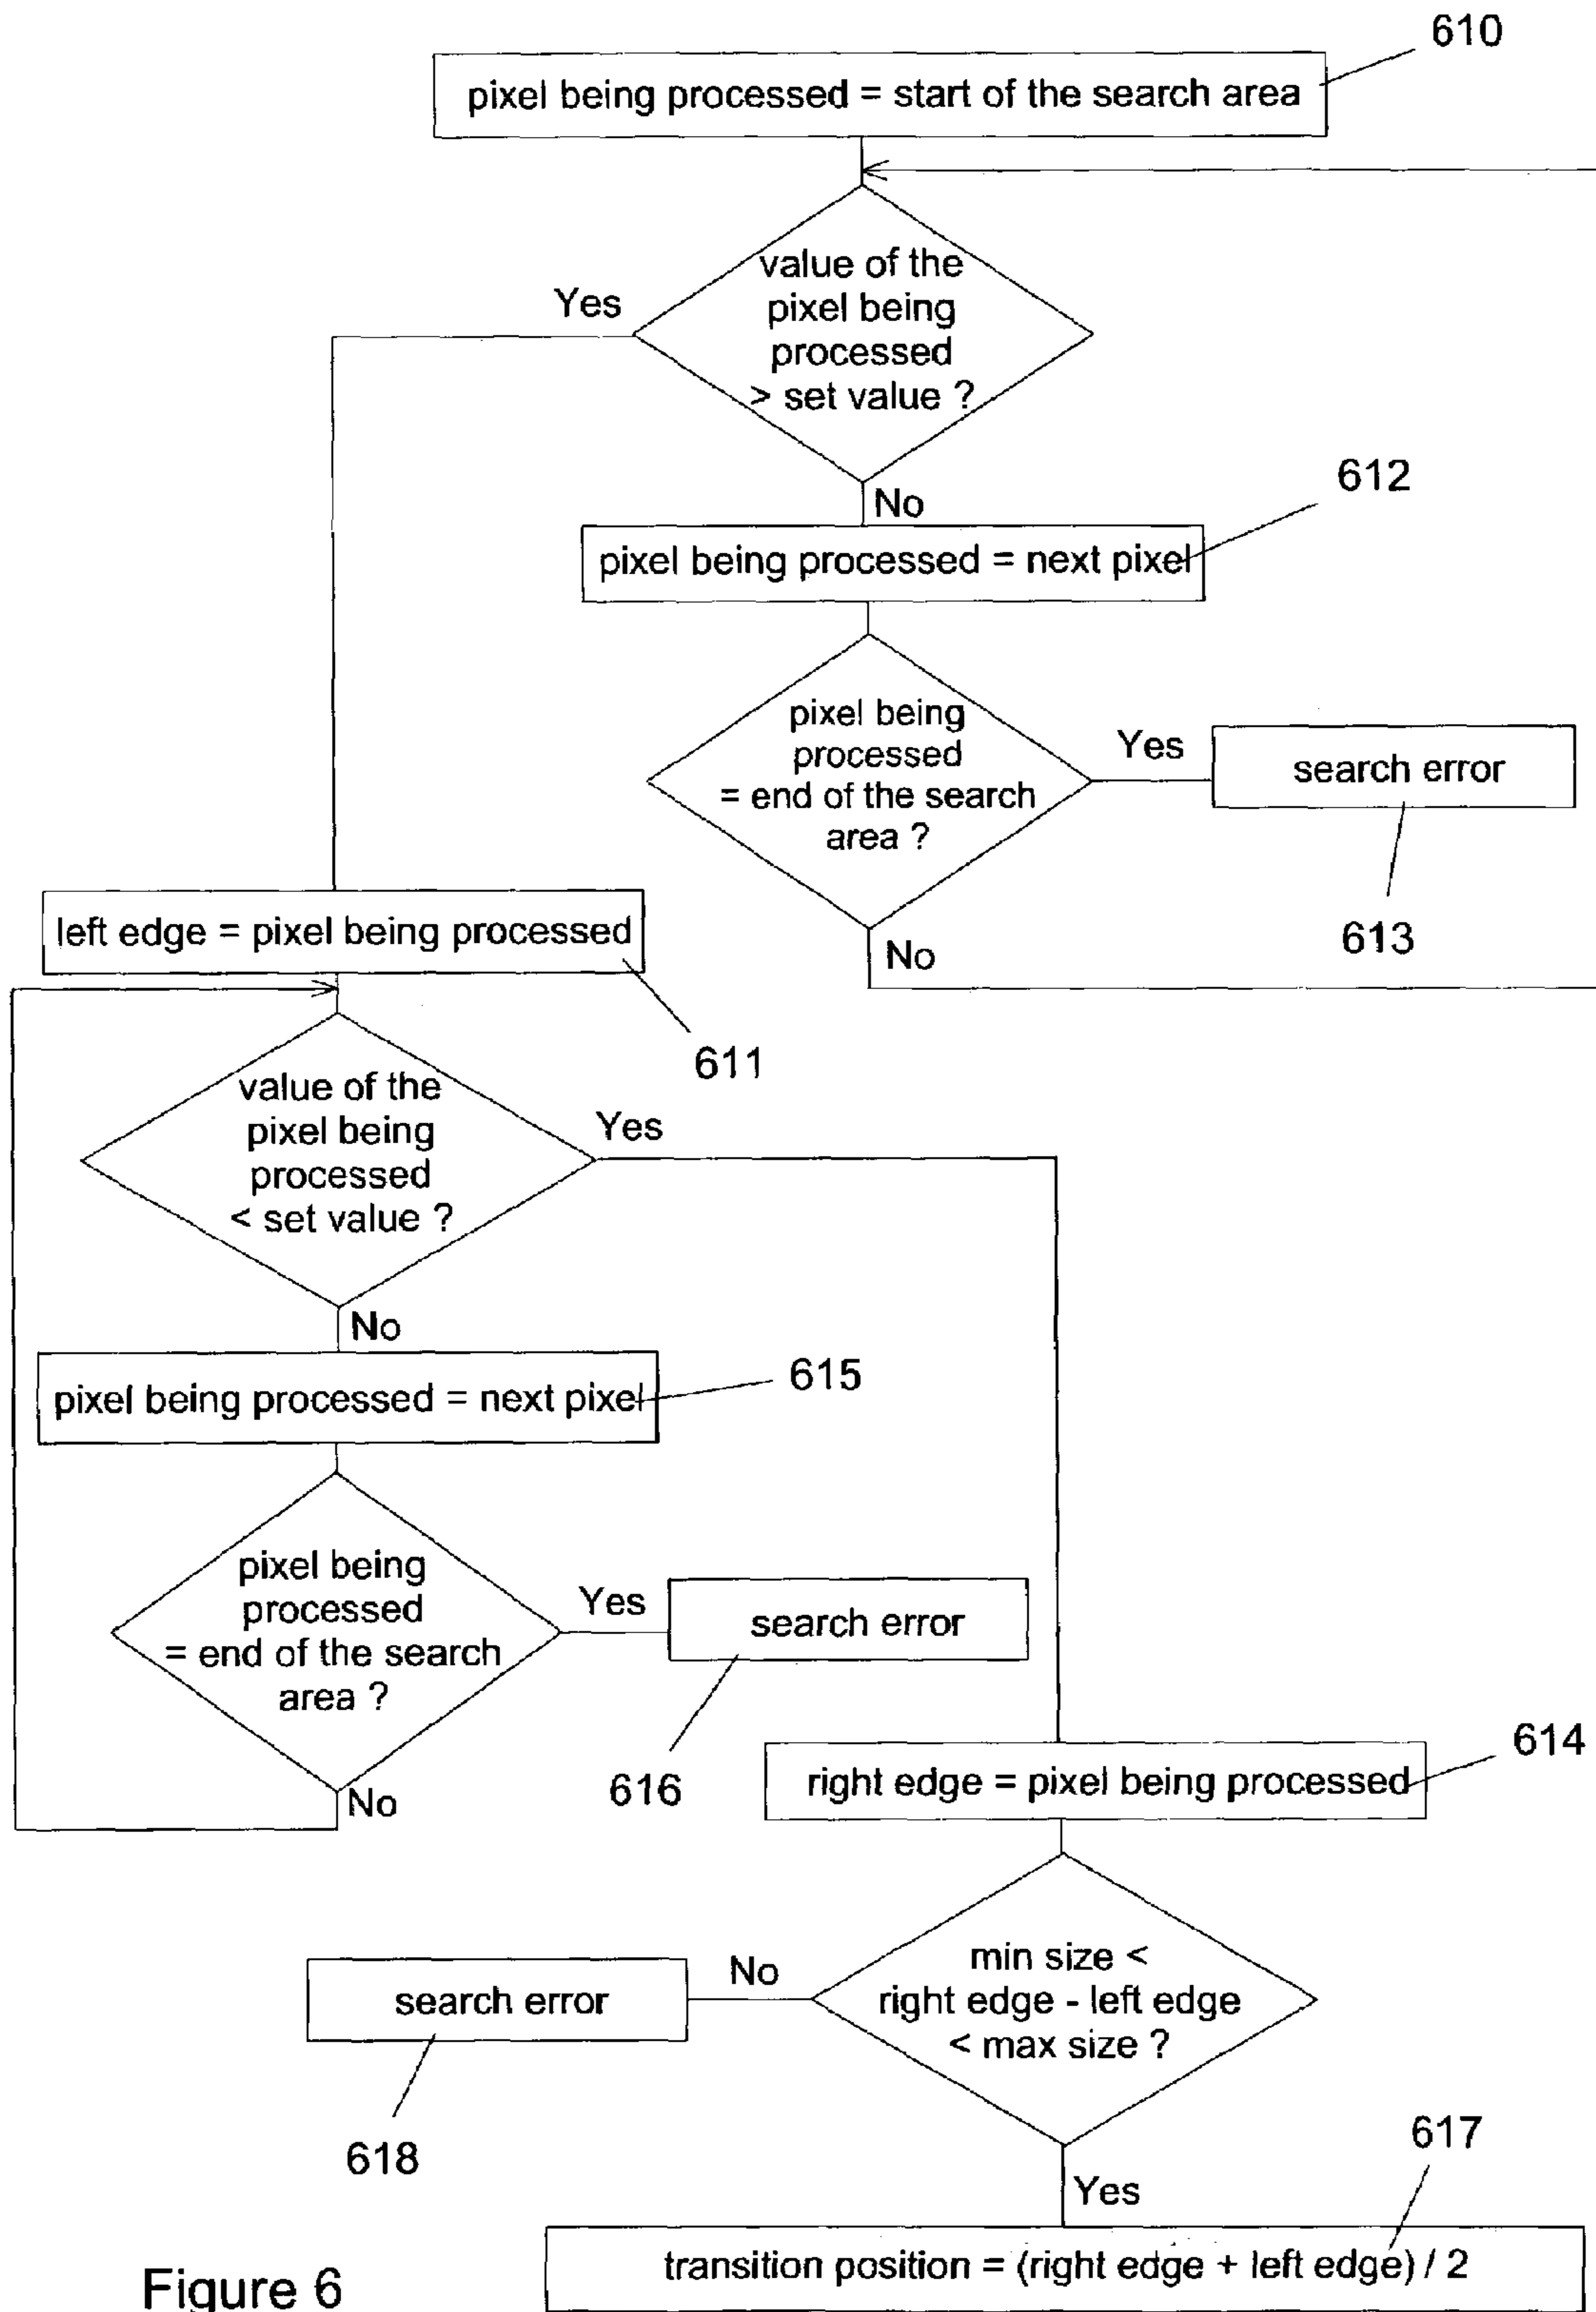 610
pixel being processed = start of the search area
value of the
pixel being
processed
> set value ?
Yes
No
612
pixel being processed = next pixel
pixel being
processed
= end of the search
area ?
Yes
search error
613
No
left edge = pixel being processed
611
value of the
pixel being
processed
< set value ?
Yes
No
615
pixel being processed = next pixel
pixel being
processed
= end of the search
area ?
Yes
search error
616
No
614
right edge = pixel being processed
min size <
right edge - left edge
< max size ?
No
search error
618
Yes
617
transition position = (right edge + left edge) / 2
Figure 6